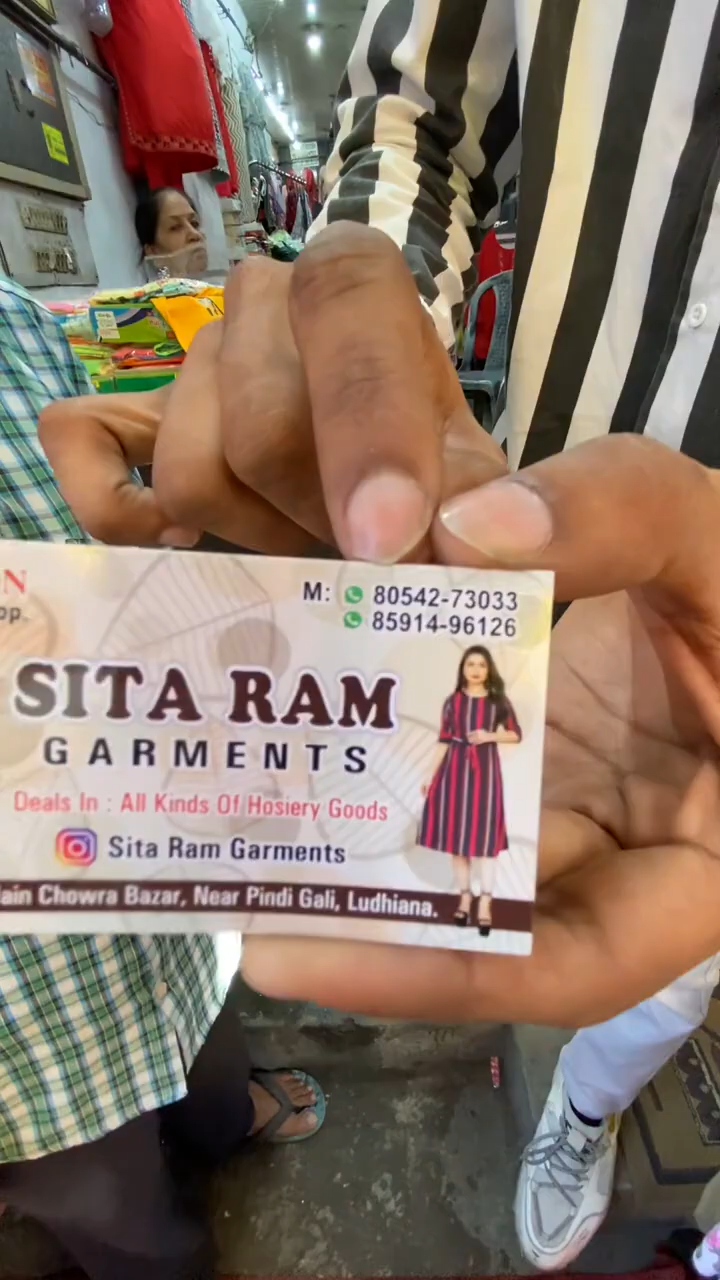 M: 80542-73033
85914-96126
SITA RAM
GARMENTS
Deals In : All Kinds Of Hosiery Goods
Sita Ram Garments
Chowra Bazar, Near Pindi Gali, Ludhiana.